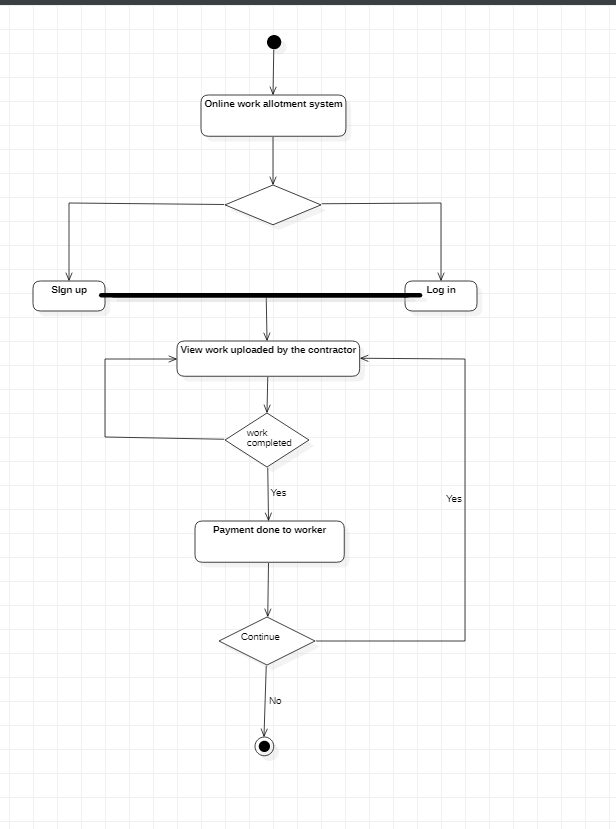 Online work allotment system
SIgn up
Log in
View work uploaded by the contractor
work
completed
Yes
Yes
Payment done to worker
Continue
No